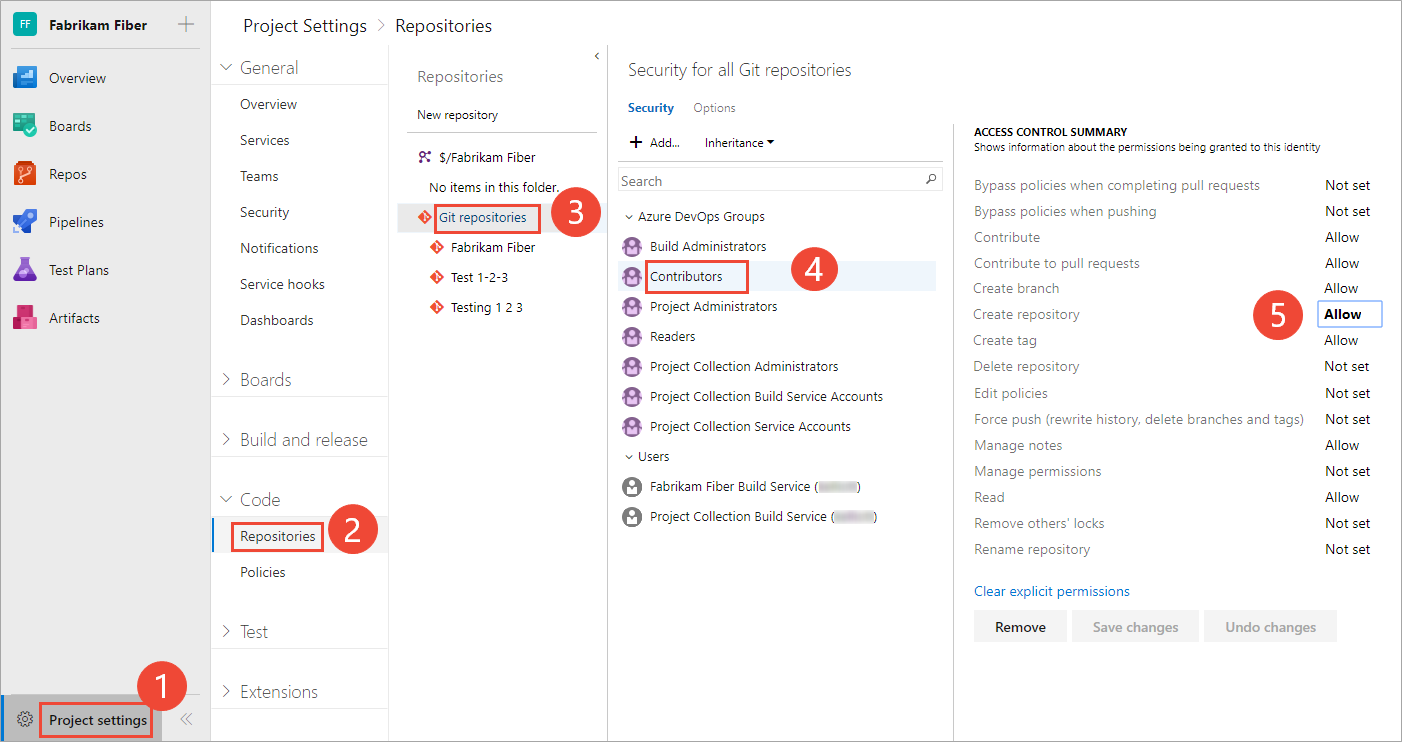 FF Fabrikam Fiber
Overview
Boards
Repos
Pipelines
Test Plans
Artifacts
1
Project settings
Project Settings > Repositories
General
Overview
Services
Teams
Security
Notifications
Service hooks
Dashboards
Boards
Build and release
Code
Repositories
2
Policies
Test
Extensions
Repositories
New repository
$/Fabrikam Fiber
No items in this folder.
Git repositories
3
Fabrikam Fiber
Test 1-2-3
Testing 1 2 3
Security for all Git repositories
Security Options
+ Add... Inheritance
Search
Azure DevOps Groups
Build Administrators
Contributors
4
Project Administrators
Readers
Project Collection Administrators
Project Collection Build Service Accounts
Project Collection Service Accounts
Users
Fabrikam Fiber Build Service ( )
Project Collection Build Service ( )
ACCESS CONTROL SUMMARY
Shows information about the permissions being granted to this identity
Bypass policies when completing pull requests Not set
Bypass policies when pushing Not set
Contribute Allow
Contribute to pull requests Allow
Create branch Allow
Create repository 5 Allow
Create tag Allow
Delete repository Not set
Edit policies Not set
Force push (rewrite history, delete branches and tags) Not set
Manage notes Allow
Manage permissions Not set
Read Allow
Remove others' locks Not set
Rename repository Not set
Clear explicit permissions
Remove Save changes Undo changes